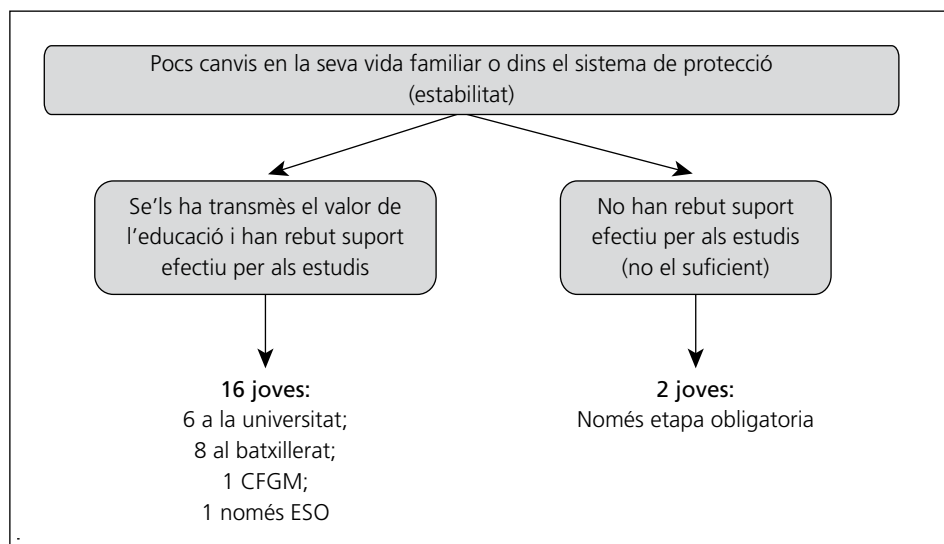 Pocs canvis en la seva vida familiar o dins el sistema de protecció
(estabilitat)
Se’ls ha transmès el valor de
l’educació i han rebut suport
efectiu per als estudis
No han rebut suport
efectiu per als estudis
(no el suficient)
16 joves:
6 a la universitat;
8 al batxillerat;
1 CFGM;
1 només ESO
2 joves:
Només etapa obligatoria